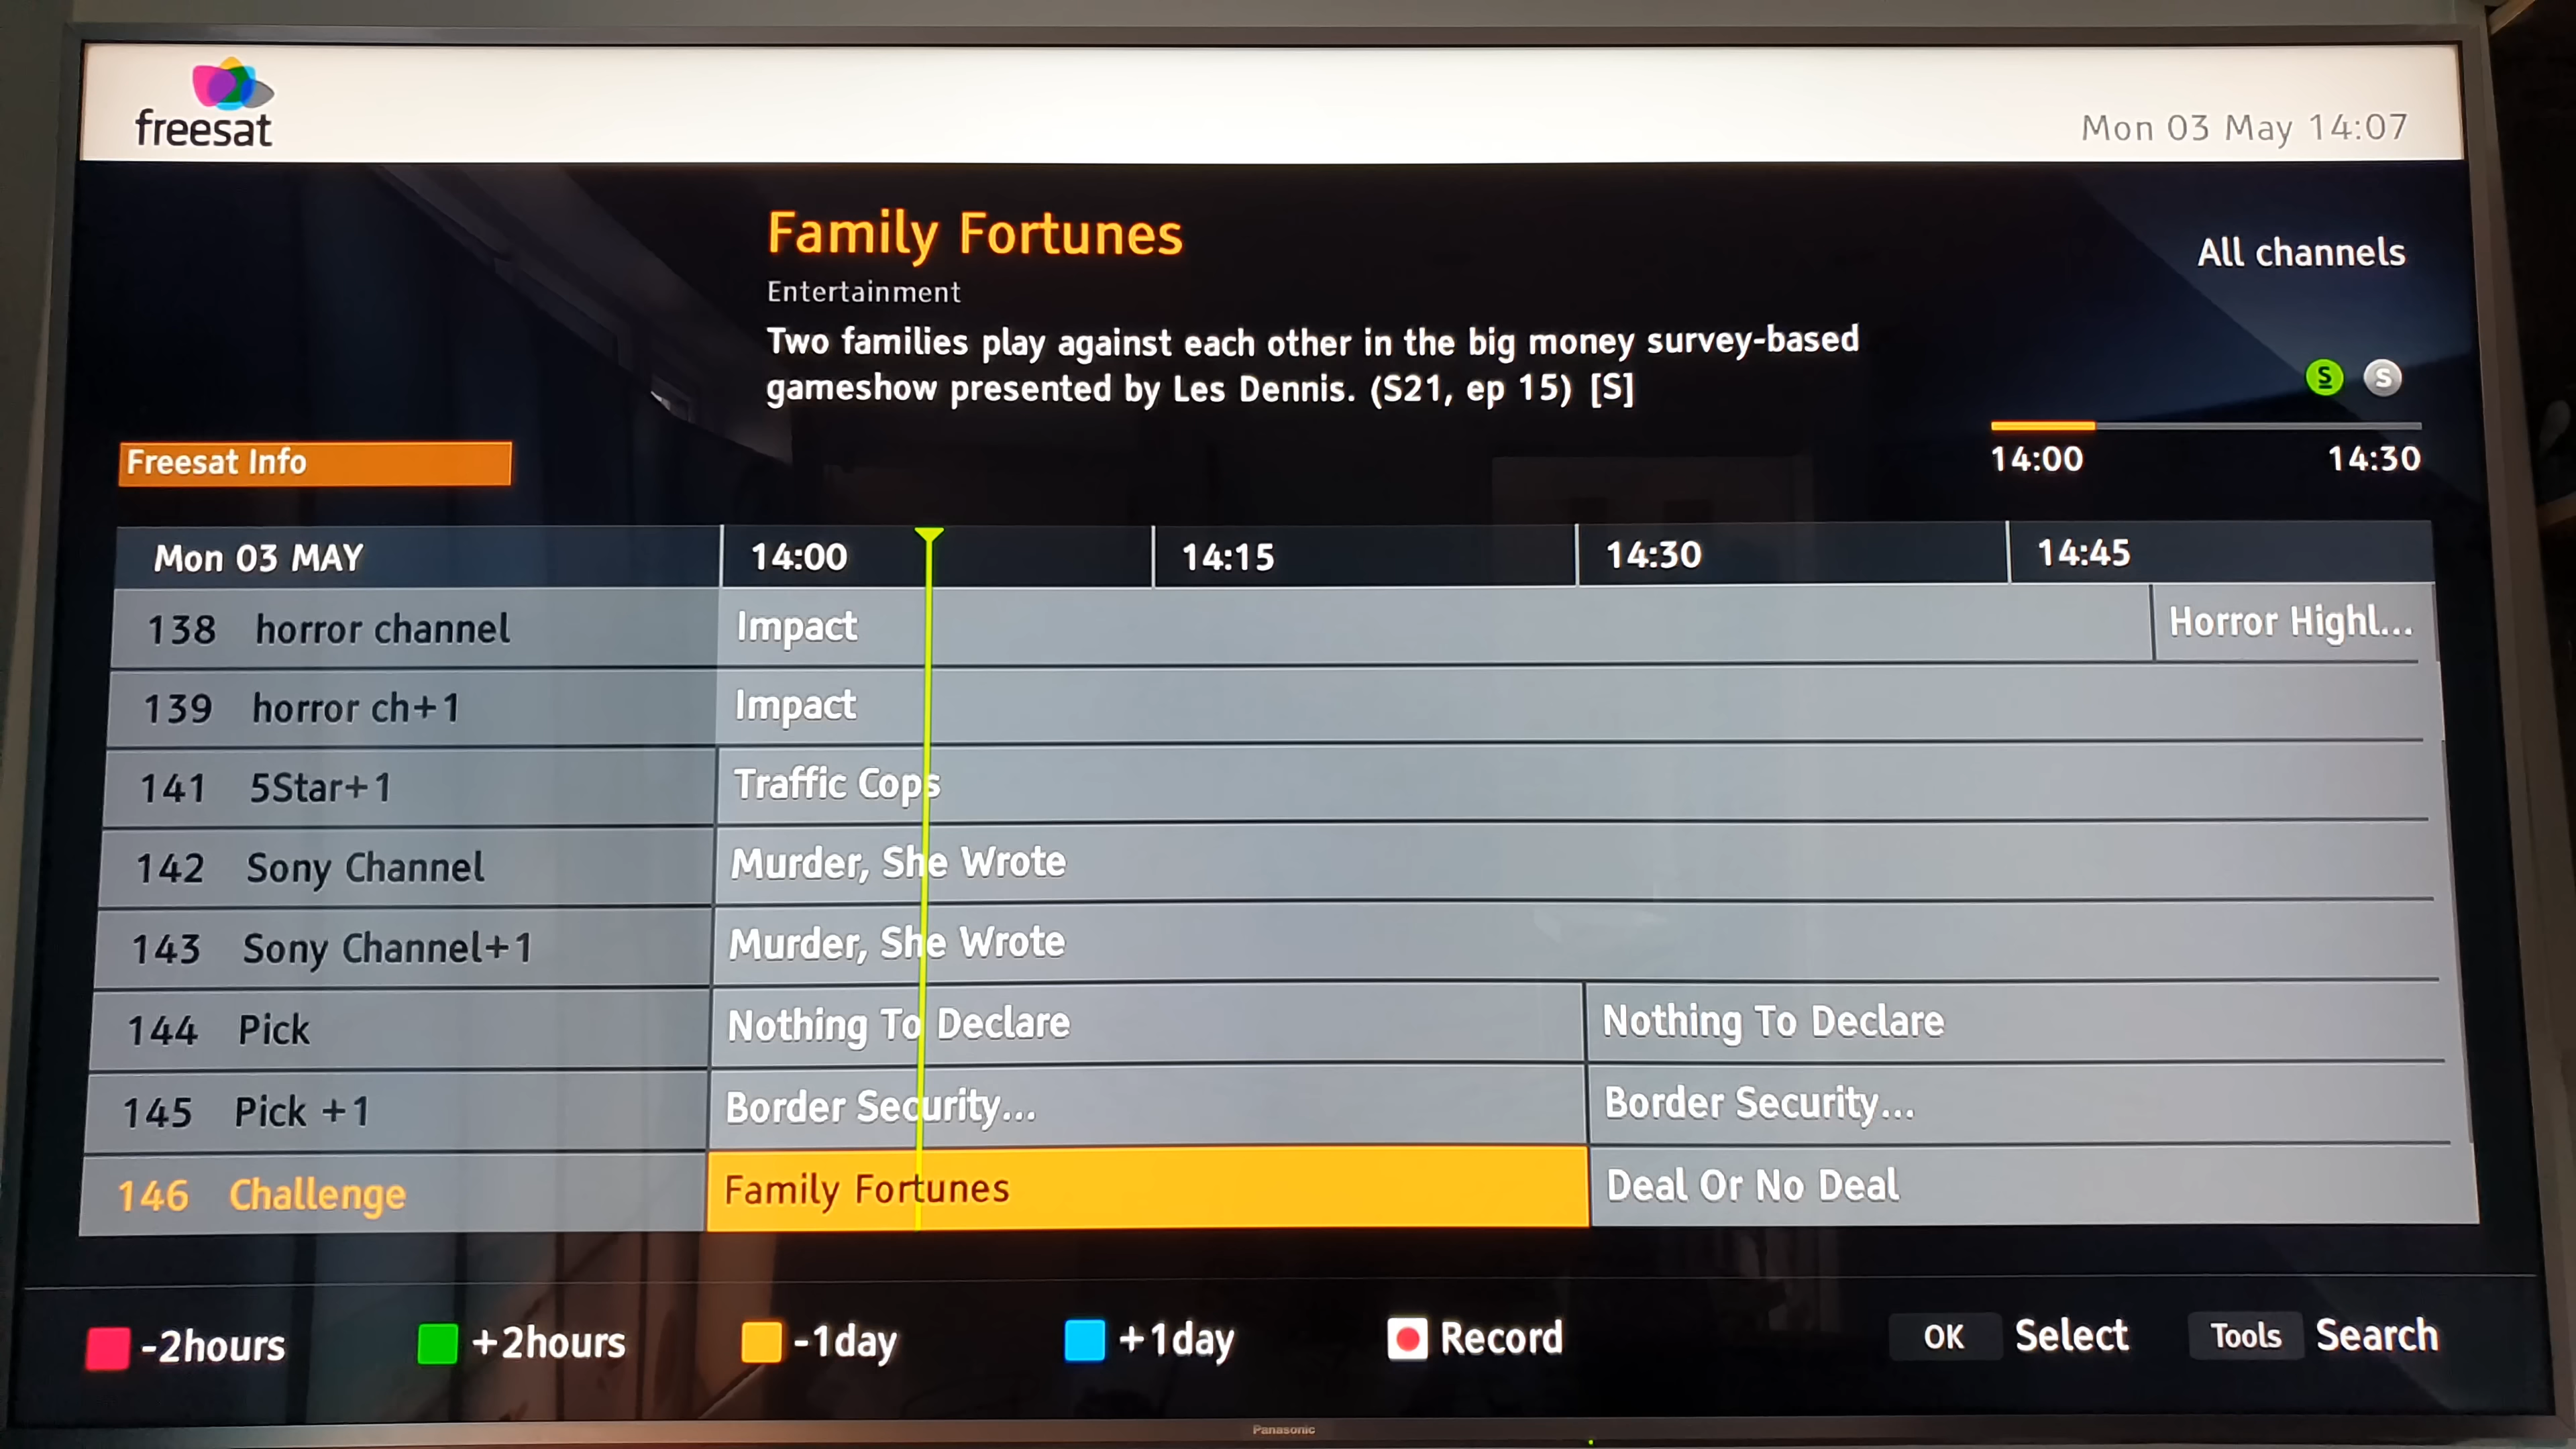 freesat
Mon 03 May 14:07
Family Fortunes
All channels
Entertainment
Two families play against each other in the big money survey-based
gameshow presented by Les Dennis. (S21, ep 15) [S]
S S
Freesat Info
14:00 14:30
Mon 03 MAY 14:00 14:15 14:30 14:45
138 horror channel Impact Horror Highl...
139 horror ch+1 Impact
141 5Star+1 Traffic Cops
142 Sony Channel Murder, She Wrote
143 Sony Channel+1 Murder, She Wrote
144 Pick Nothing To Declare Nothing To Declare
145 Pick +1 Border Security... Border Security...
146 Challenge Family Fortunes Deal Or No Deal
-2hours +2hours -1day +1day Record OK Select Tools Search
Panasonic